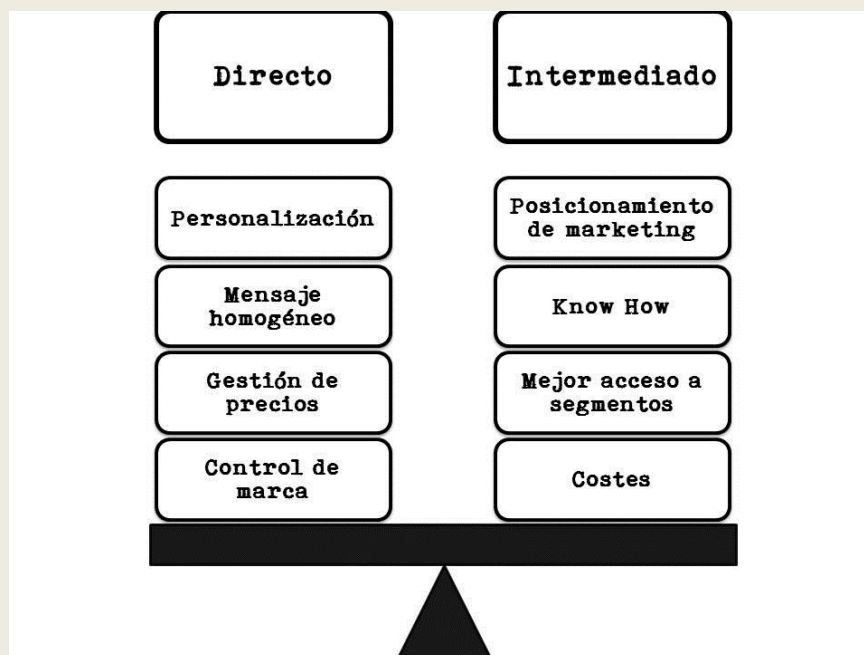 Directo
Intermediado
Personalización
Mensaje
homogéneo
Gestión de
precios
Control de
marca
Posicionamiento
de marketing
Know How
Mejor acceso a
segmentos
Costes